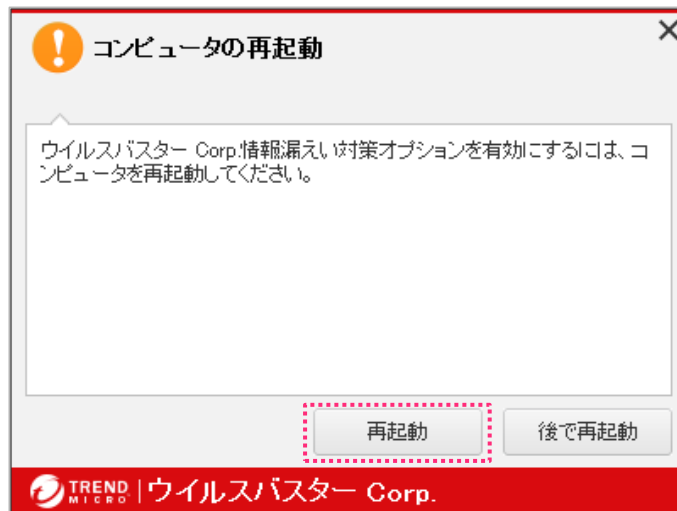 コンピュータの再起動
ウイルスバスター Corp.情報漏えい対策オプションを有効にするには、コ
ンピュータを再起動してください。
再起動
後で再起動
TREND MICRO | ウイルスバスター Corp.